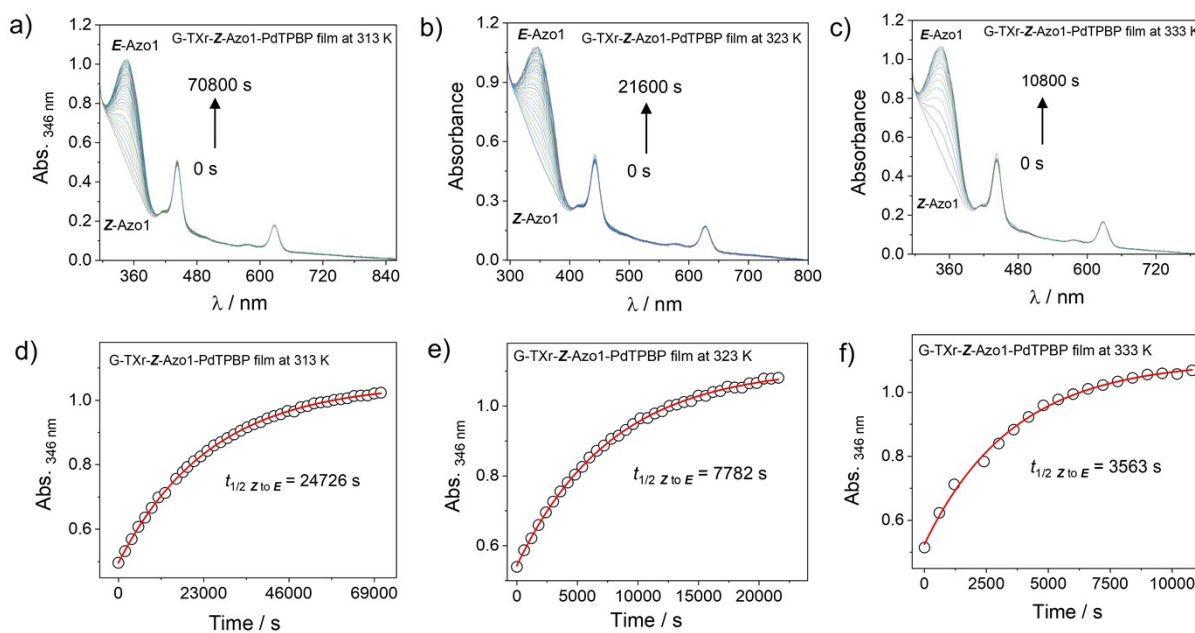 a)
G-TXr-Z-Azo1-PdTPBP film at 313 K
E-Azo1
70800 s
0 s
Z-Azo1
Abs. 346 nm
1.2
1.0
0.8
0.6
0.4
0.2
0.0
360 480 600 720 840
λ / nm
b)
G-TXr-Z-Azo1-PdTPBP film at 323 K
E-Azo1
21600 s
0 s
Z-Azo1
Absorbance
1.2
0.9
0.6
0.3
0.0
300 400 500 600 700 800
λ / nm
c)
G-TXr-Z-Azo1-PdTPBP film at 333 K
E-Azo1
10800 s
0 s
Z-Azo1
Absorbance
1.2
1.0
0.8
0.6
0.4
0.2
0.0
360 480 600 720
λ / nm
d)
G-TXr-Z-Azo1-PdTPBP film at 313 K
t1/2 Z to E = 24726 s
Abs. 346 nm
1.0
0.8
0.6
0 23000 46000 69000
Time / s
e)
G-TXr-Z-Azo1-PdTPBP film at 323 K
t1/2 Z to E = 7782 s
Abs. 346 nm
1.0
0.8
0.6
0 5000 10000 15000 20000
Time / s
f)
G-TXr-Z-Azo1-PdTPBP film at 333 K
t1/2 Z to E = 3563 s
Abs. 346 nm
1.0
0.8
0.6
0.4
0 2500 5000 7500 10000
Time / s